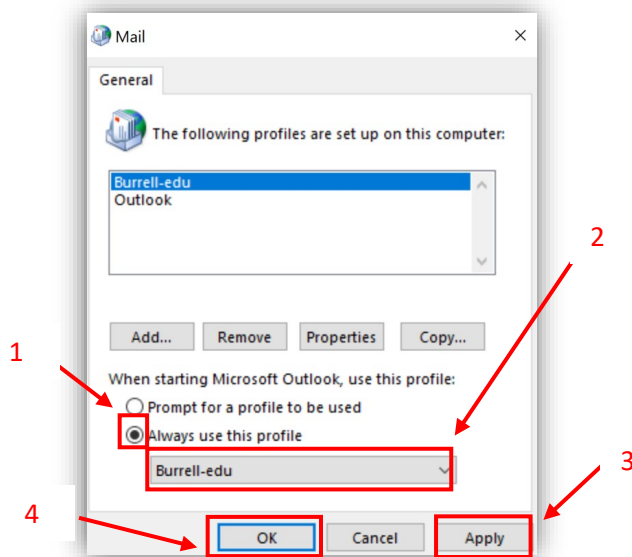 Mail
General
The following profiles are set up on this computer:
Burrell-edu
Outlook
2
Add... Remove Properties Copy...
1
When starting Microsoft Outlook, use this profile:
Prompt for a profile to be used
Always use this profile
Burrell-edu
3
4
OK Cancel Apply